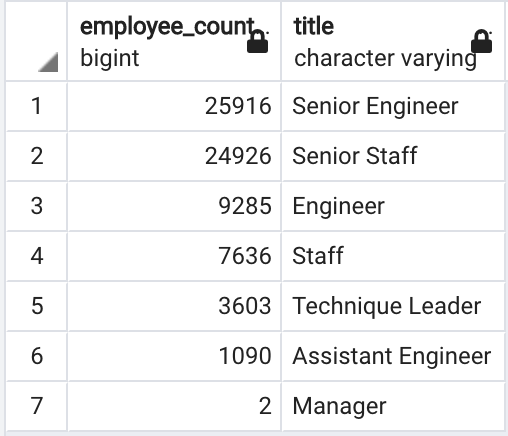 employee_count title
bigint character varying
1 25916 Senior Engineer
2 24926 Senior Staff
3 9285 Engineer
4 7636 Staff
5 3603 Technique Leader
6 1090 Assistant Engineer
7 2 Manager